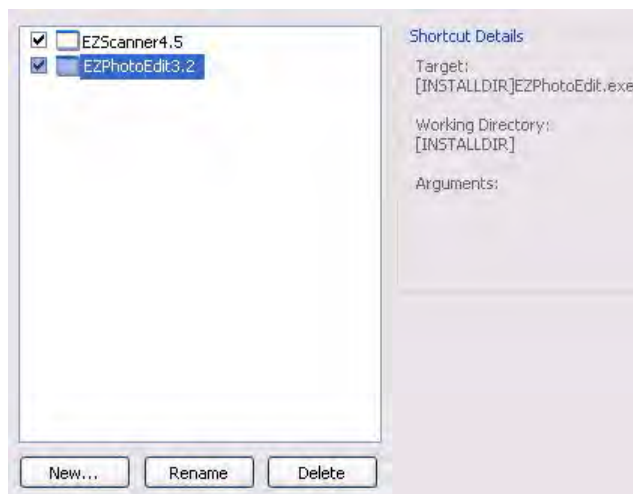 EZScanner4.5
EZPhotoEdit3.2
New...
Rename
Delete
Shortcut Details
Target:
[INSTALLDIR]EZPhotoEdit.exe
Working Directory:
[INSTALLDIR]
Arguments: